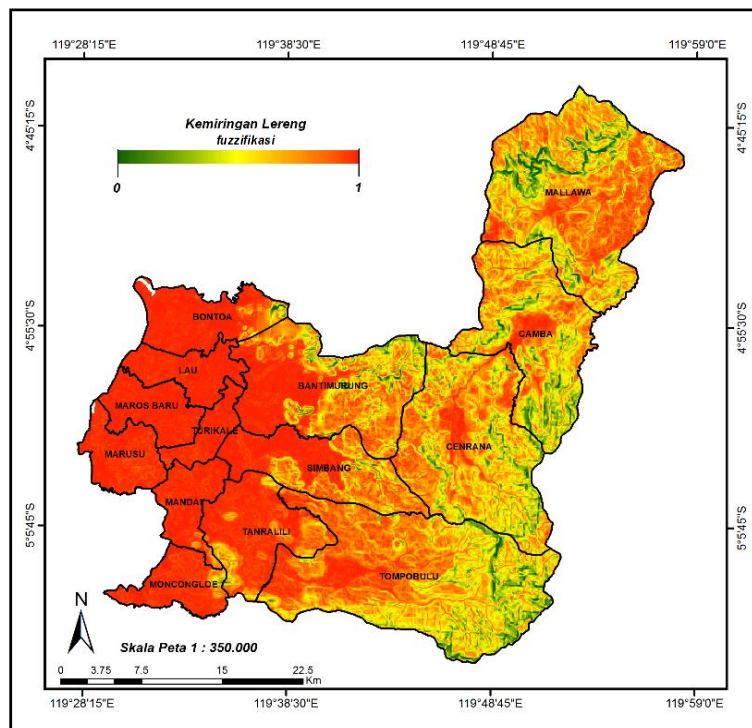 119°28'15"E 119°38'30"E 119°48'45"E 119°59'0"E
4°45'15"S 4°45'15"S
Kemiringan Lereng
fuzzifikasi
0 1
MALLAWA
BONTOA
4°55'30"S 4°55'30"S
CAMBA
LAU
BANTIMURUNG
MAROS BARU
TURIKALE
CENRANA
MARUSU
SIMBANG
MANDAI
5°5'45"S 5°5'45"S
TANRALILI
MONCONGLOE
TOMPOBULU
N
Skala Peta 1 : 350.000
0 3.75 7.5 15 22.5
Km
119°28'15"E 119°38'30"E 119°48'45"E 119°59'0"E